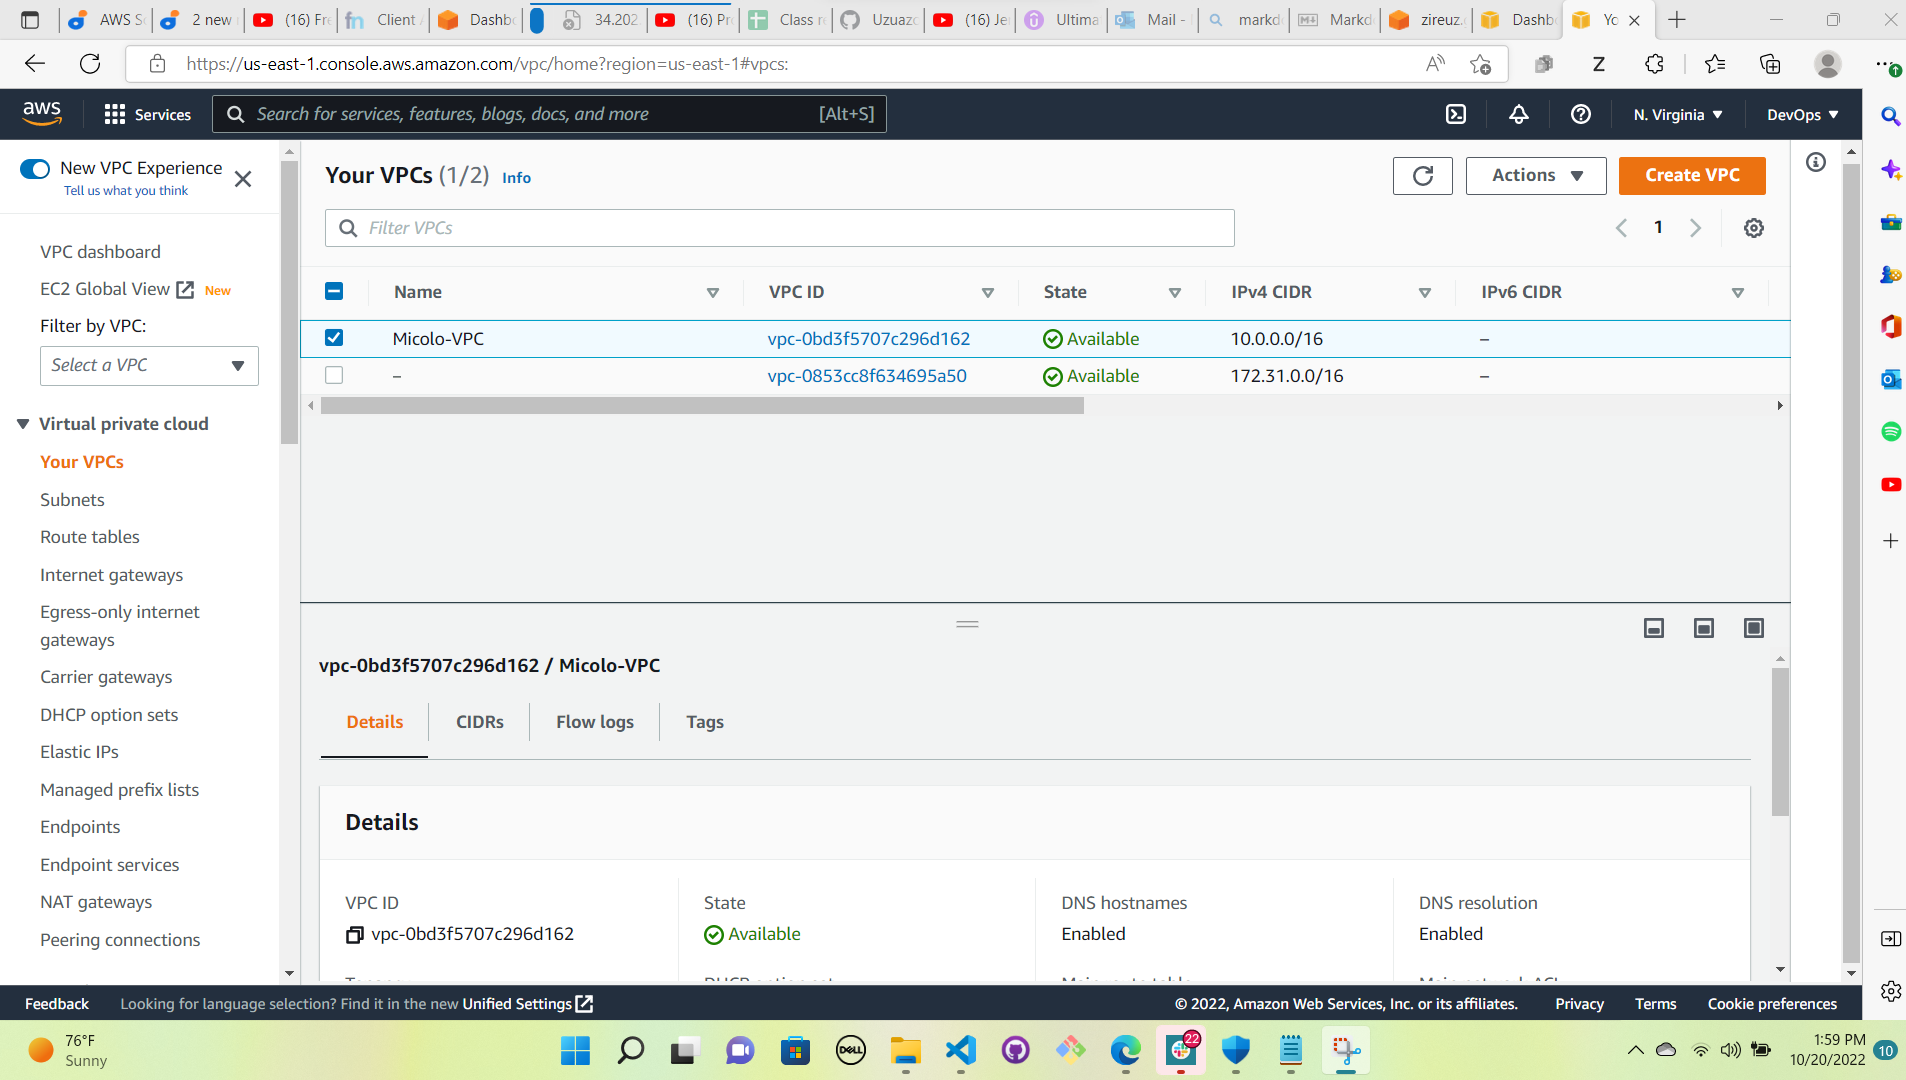 AWS S
2 new
(16) Fr
Client
Dashb
34.202
(16) Pr
Class re
Uzuaz
(16) Je
Ultima
Mail -
markd
Markd
zireuz.
Dashb
Yo
https://us-east-1.console.aws.amazon.com/vpc/home?region=us-east-1#vpcs:
aws
Services
Search for services, features, blogs, docs, and more
[Alt+S]
N. Virginia
DevOps
New VPC Experience
Tell us what you think
VPC dashboard
EC2 Global View New
Filter by VPC:
Select a VPC
Virtual private cloud
Your VPCs
Subnets
Route tables
Internet gateways
Egress-only internet
gateways
Carrier gateways
DHCP option sets
Elastic IPs
Managed prefix lists
Endpoints
Endpoint services
NAT gateways
Peering connections
Your VPCs (1/2) Info
Actions
Create VPC
Filter VPCs
1
Name VPC ID State IPv4 CIDR IPv6 CIDR
Micolo-VPC vpc-0bd3f5707c296d162 Available 10.0.0.0/16 –
– vpc-0853cc8f634695a50 Available 172.31.0.0/16 –
vpc-0bd3f5707c296d162 / Micolo-VPC
Details CIDRs Flow logs Tags
Details
VPC ID
vpc-0bd3f5707c296d162
State
Available
DNS hostnames
Enabled
DNS resolution
Enabled
Feedback Looking for language selection? Find it in the new Unified Settings
© 2022, Amazon Web Services, Inc. or its affiliates. Privacy Terms Cookie preferences
76°F
Sunny
DELL
22
1:59 PM
10/20/2022
10